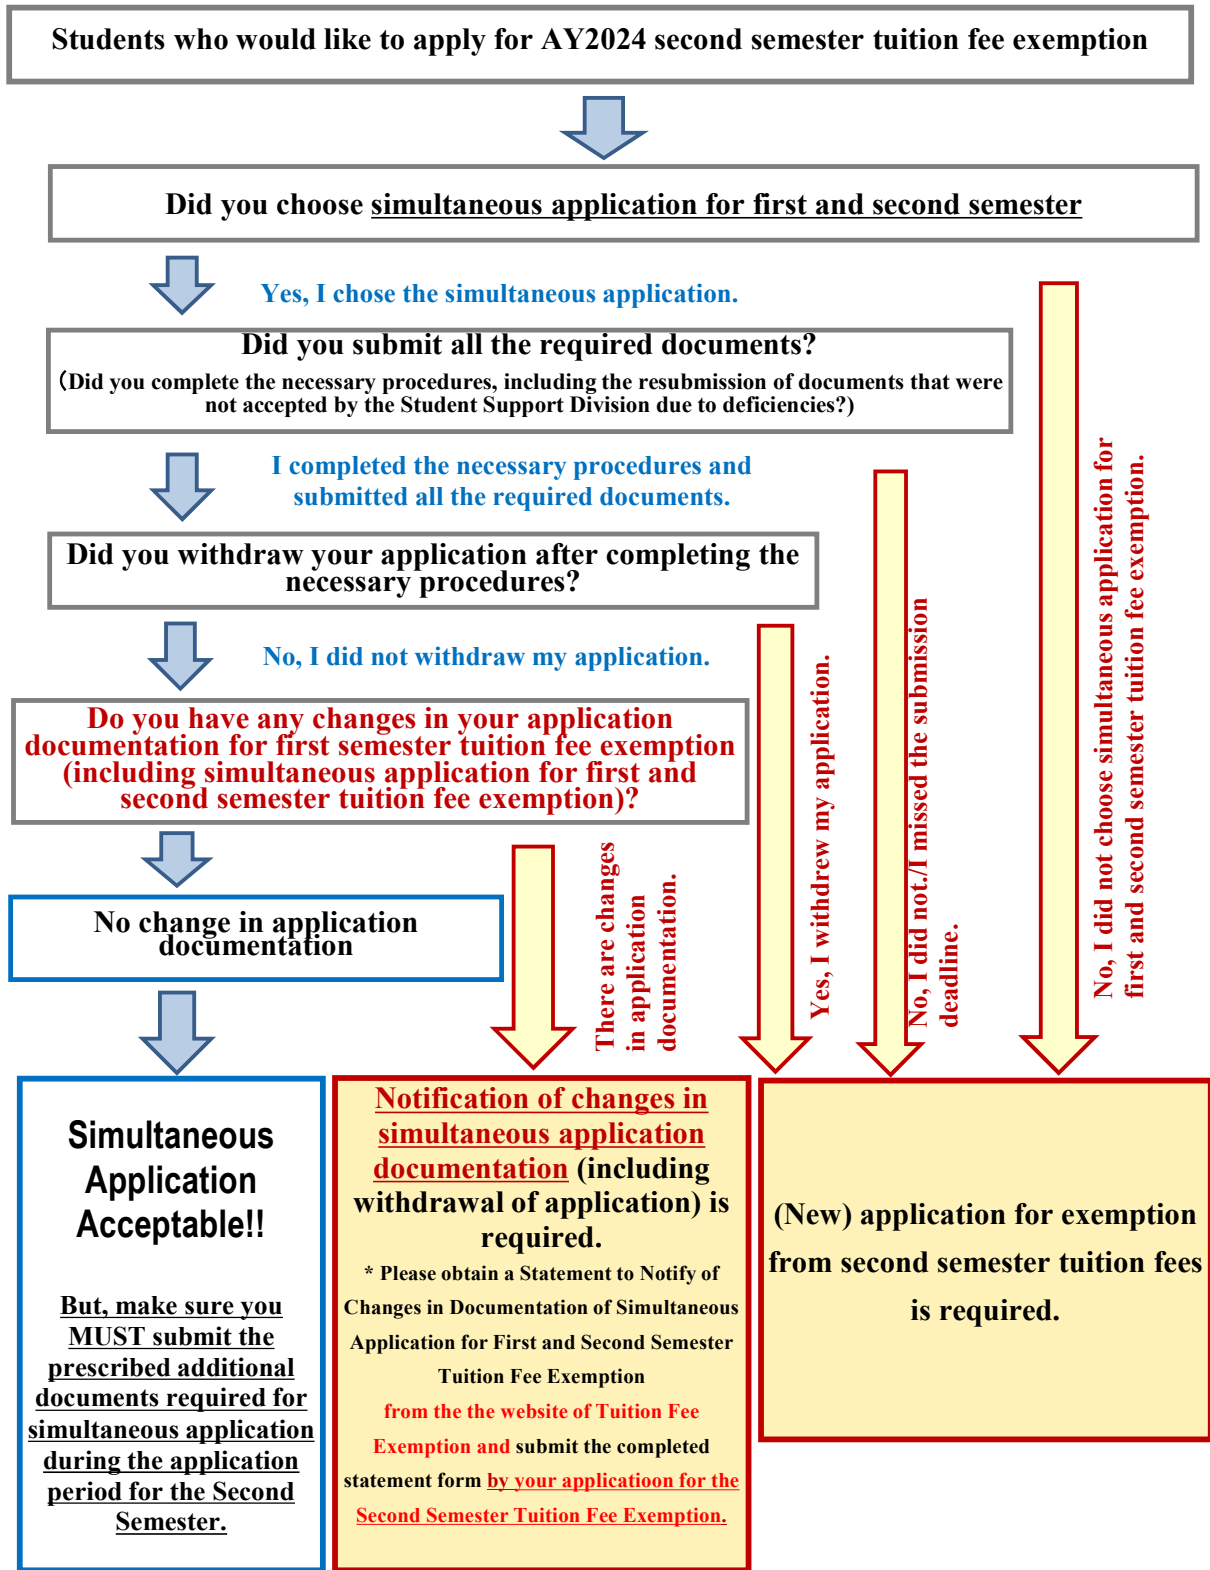 Students who would like to apply for AY2024 second semester tuition fee exemption
Did you choose simultaneous application for first and second semester
Yes, I chose the simultaneous application.
Did you submit all the required documents?
(Did you complete the necessary procedures, including the resubmission of documents that were
not accepted by the Student Support Division due to deficiencies?)
I completed the necessary procedures and
submitted all the required documents.
Did you withdraw your application after completing the
necessary procedures?
No, I did not withdraw my application.
Do you have any changes in your application
documentation for first semester tuition fee exemption
(including simultaneous application for first and
second semester tuition fee exemption)?
No change in application
documentation
There are changes
in application
documentation.
Yes, I withdrew my application.
No, I did not./I missed the submission
deadline.
No, I did not choose simultaneous application for
first and second semester tuition fee exemption.
Simultaneous
Application
Acceptable!!
But, make sure you
MUST submit the
prescribed additional
documents required for
simultaneous application
during the application
period for the Second
Semester.
Notification of changes in
simultaneous application
documentation (including
withdrawal of application) is
required.
* Please obtain a Statement to Notify of
Changes in Documentation of Simultaneous
Application for First and Second Semester
Tuition Fee Exemption
from the the website of Tuition Fee
Exemption and submit the completed
statement form by your applicatioon for the
Second Semester Tuition Fee Exemption.
(New) application for exemption
from second semester tuition fees
is required.